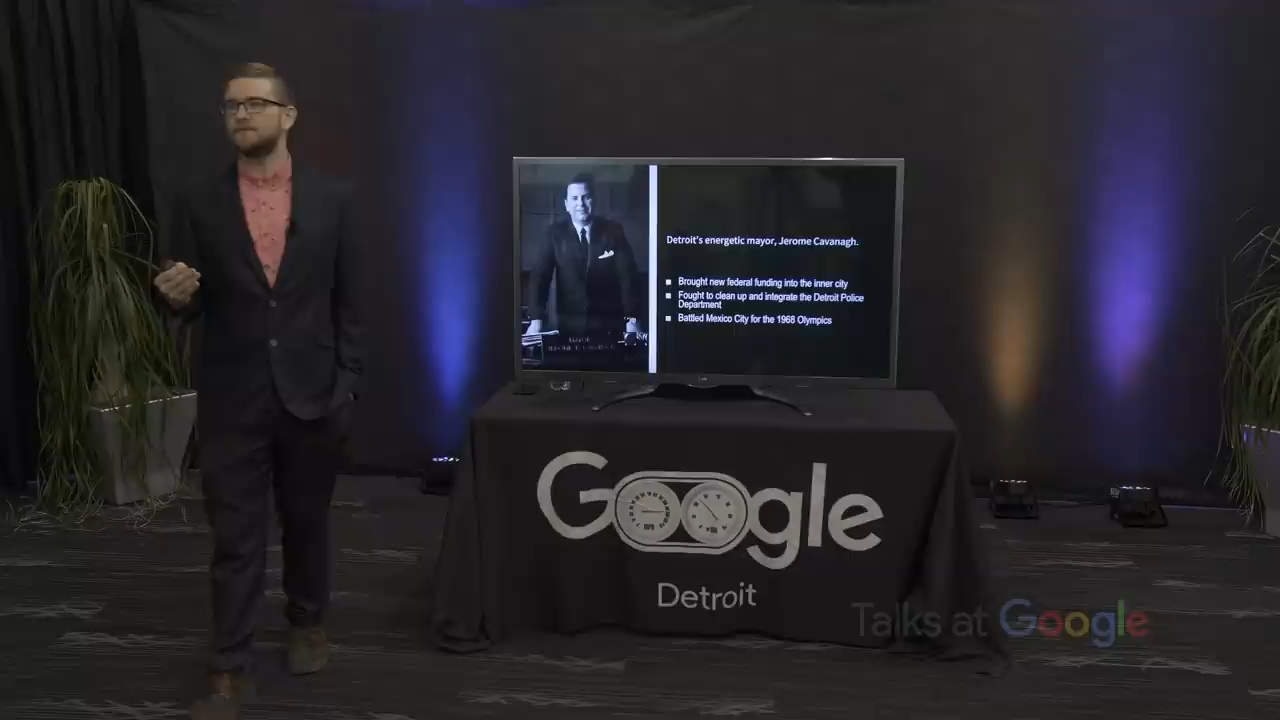 Detroit's energetic mayor, Jerome Cavanagh.
Brought new federal funding into the inner city
Fought to clean up and integrate the Detroit Police
Department
Battled Mexico City for the 1968 Olympics
Google
Detroit
Talks at Google